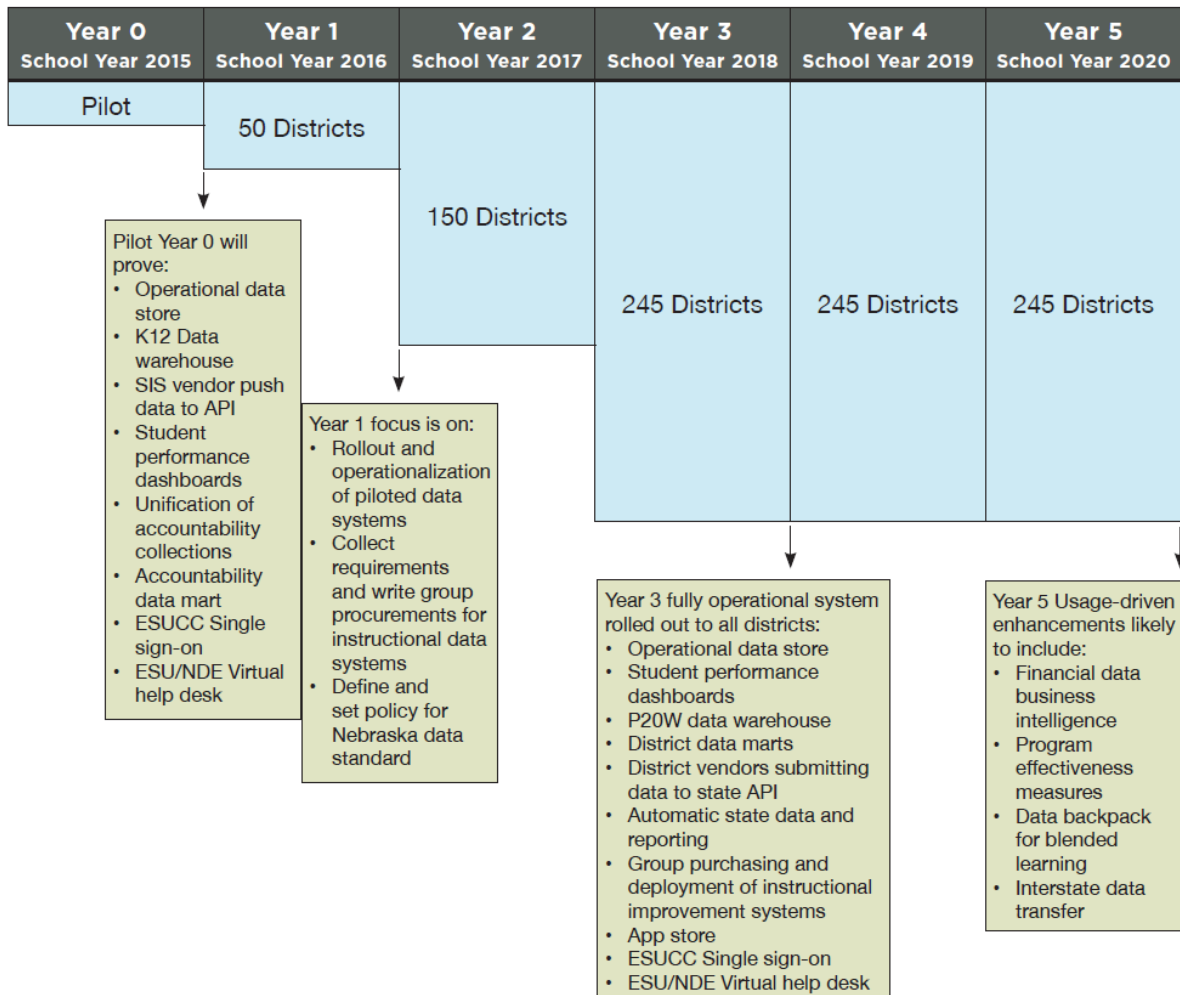 Year 0
School Year 2015
Year 1
School Year 2016
Year 2
School Year 2017
Year 3
School Year 2018
Year 4
School Year 2019
Year 5
School Year 2020
Pilot
50 Districts
150 Districts
245 Districts
245 Districts
245 Districts
Pilot Year 0 will
prove:
• Operational data
store
• K12 Data
warehouse
• SIS vendor push
data to API
• Student
performance
dashboards
• Unification of
accountability
collections
• Accountability
data mart
• ESUCC Single
sign-on
• ESU/NDE Virtual
help desk
Year 1 focus is on:
• Rollout and
operationalization
of piloted data
systems
• Collect
requirements
and write group
procurements for
instructional data
systems
• Define and
set policy for
Nebraska data
standard
Year 3 fully operational system
rolled out to all districts:
• Operational data store
• Student performance
dashboards
• P20W data warehouse
• District data marts
• District vendors submitting
data to state API
• Automatic state data and
reporting
• Group purchasing and
deployment of instructional
improvement systems
• App store
• ESUCC Single sign-on
• ESU/NDE Virtual help desk
Year 5 Usage-driven
enhancements likely
to include:
• Financial data
business
intelligence
• Program
effectiveness
measures
• Data backpack
for blended
learning
• Interstate data
transfer